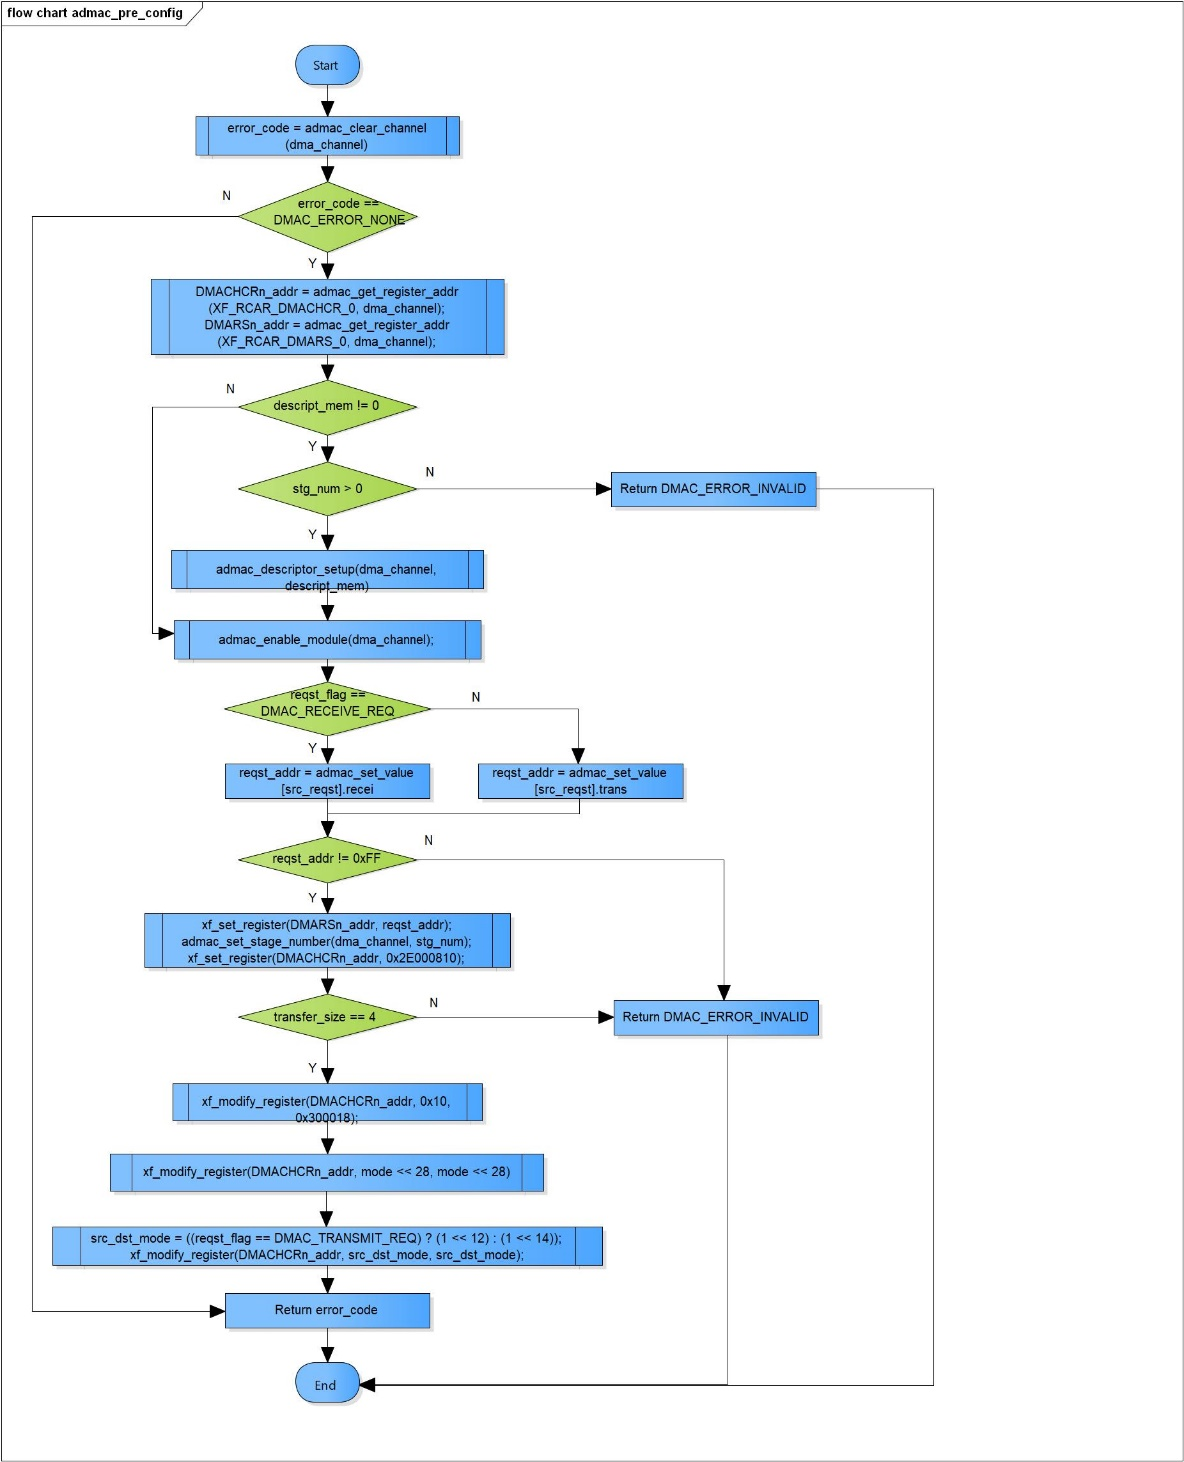 flow chart admac_pre_config
Start
error_code = admac_clear_channel
(dma_channel)
N
error_code ==
DMAC_ERROR_NONE
Y
DMACHCRn_addr = admac_get_register_addr
(XF_RCAR_DMACHCR_0, dma_channel);
DMARSn_addr = admac_get_register_addr
(XF_RCAR_DMARS_0, dma_channel);
N
descript_mem != 0
Y
N
stg_num > 0
Return DMAC_ERROR_INVALID
Y
admac_descriptor_setup(dma_channel,
descript_mem)
admac_enable_module(dma_channel);
reqst_flag ==
DMAC_RECEIVE_REQ
N
Y
reqst_addr = admac_set_value
[src_reqst].recei
reqst_addr = admac_set_value
[src_reqst].trans
N
reqst_addr != 0xFF
Y
xf_set_register(DMARSn_addr, reqst_addr);
admac_set_stage_number(dma_channel, stg_num);
xf_set_register(DMACHCRn_addr, 0x2E000810);
N
transfer_size == 4
Return DMAC_ERROR_INVALID
Y
xf_modify_register(DMACHCRn_addr, 0x10,
0x300018);
xf_modify_register(DMACHCRn_addr, mode << 28, mode << 28)
src_dst_mode = ((reqst_flag == DMAC_TRANSMIT_REQ) ? (1 << 12) : (1 << 14));
xf_modify_register(DMACHCRn_addr, src_dst_mode, src_dst_mode);
Return error_code
End